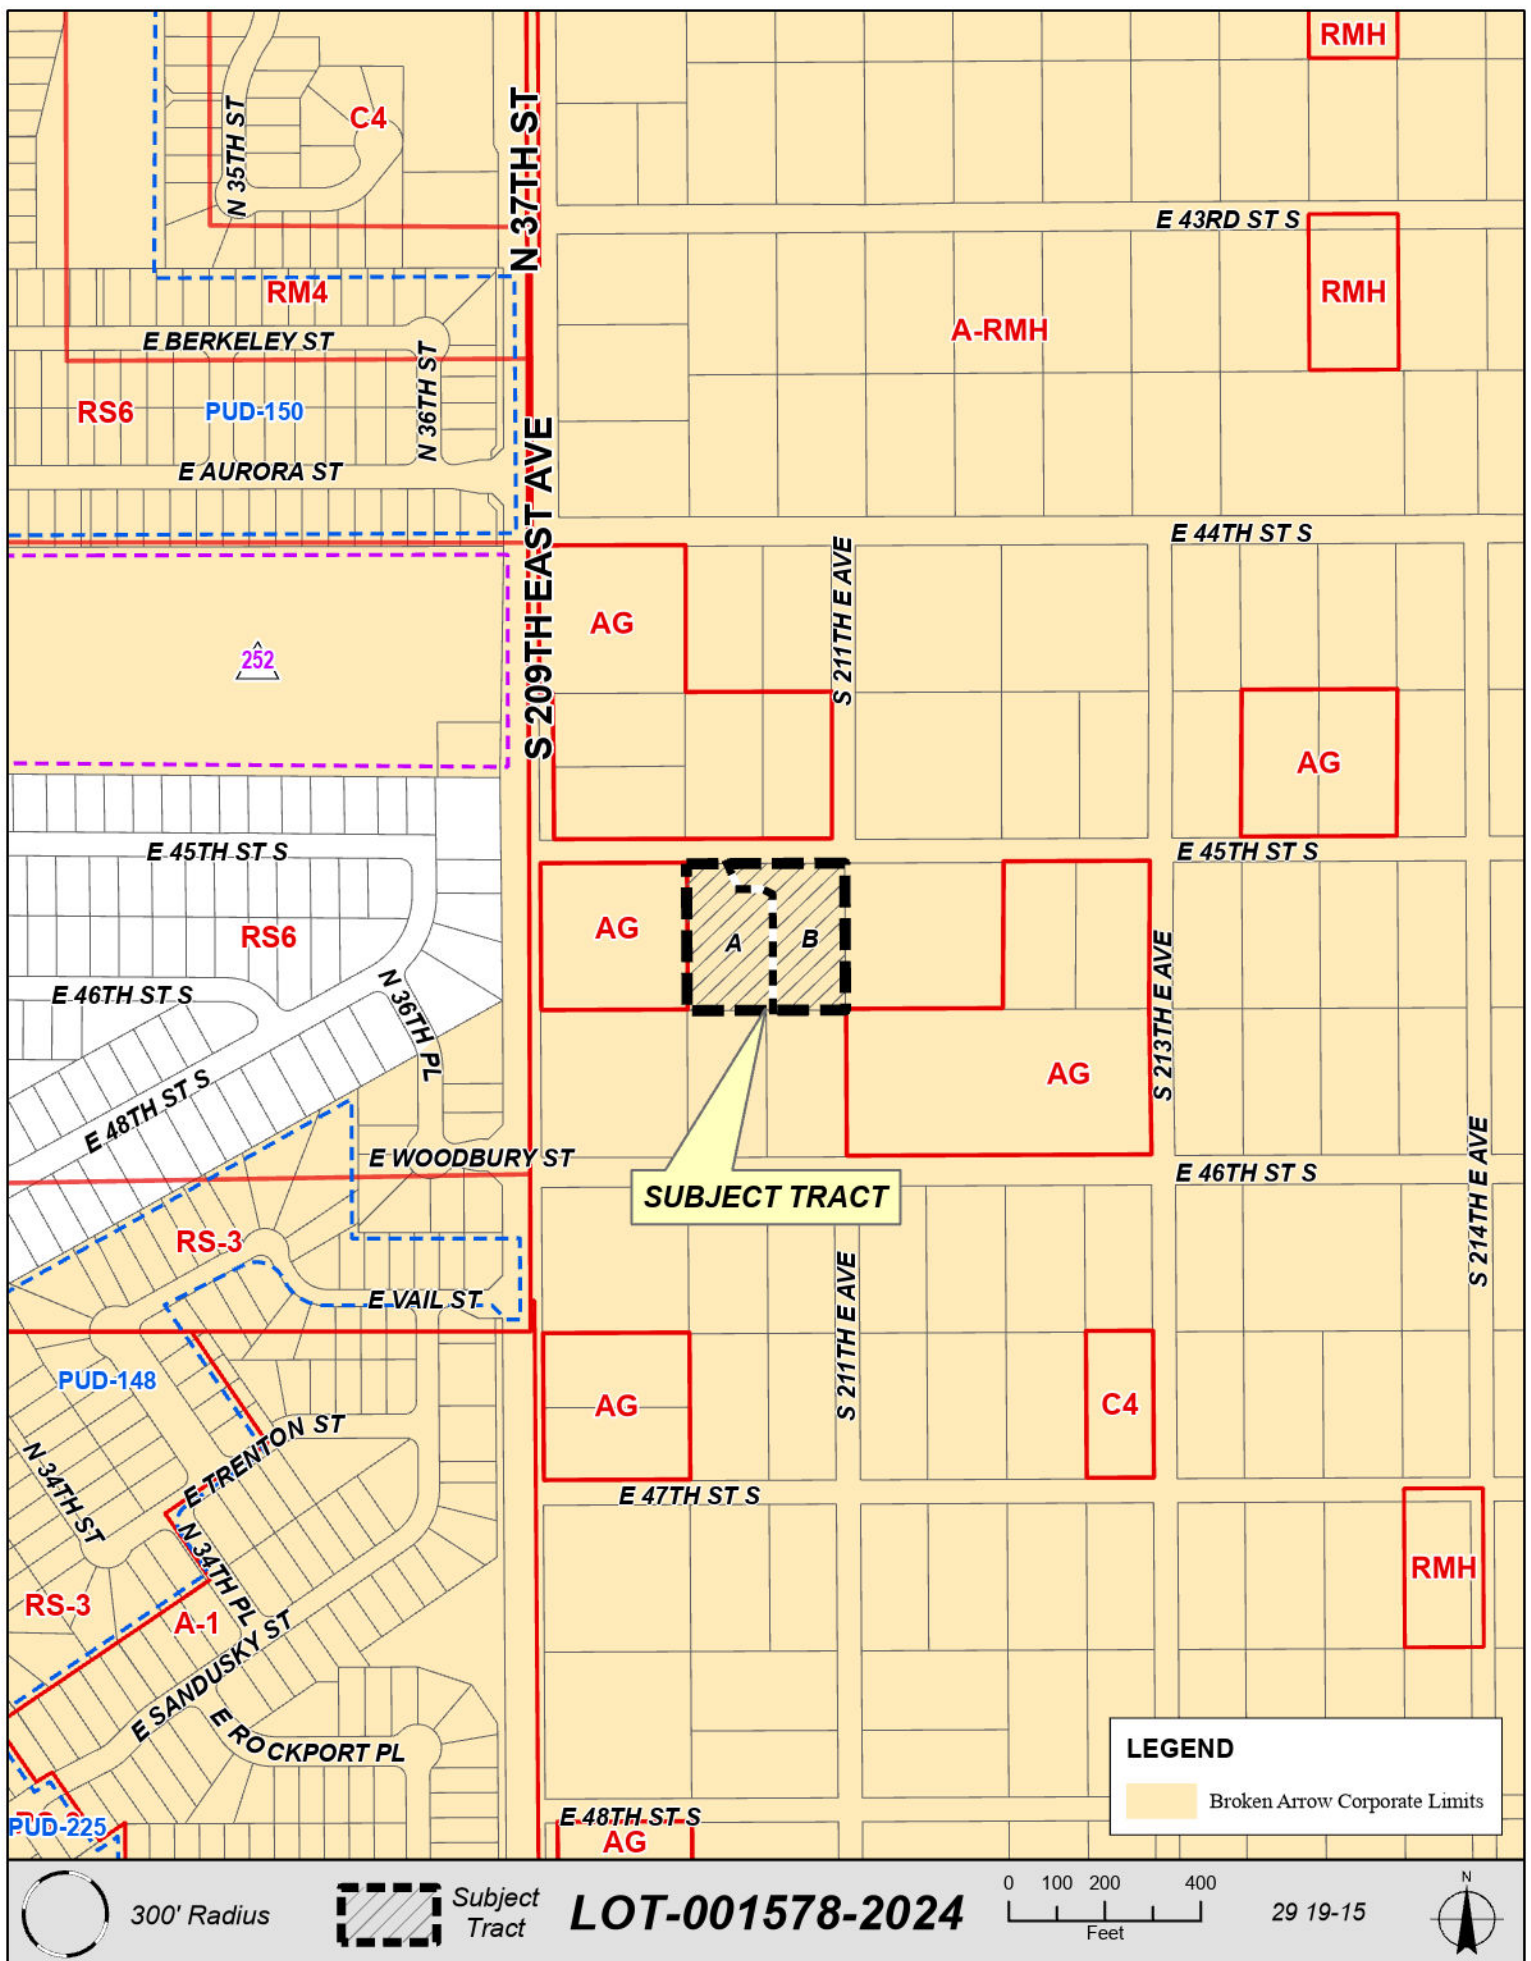 RMH
C4
N 35TH ST
N 37TH ST
E 43RD ST S
RMH
RM4
A-RMH
E BERKELEY ST
N 36TH ST
RS6
PUD-150
E AURORA ST
S 209TH EAST AVE
E 44TH ST S
AG
S 211TH E AVE
252
AG
E 45TH ST S
E 45TH ST S
AG
A
B
RS6
E 46TH ST S
N 36TH PL
S 213TH E AVE
AG
E 48TH ST S
E WOODBURY ST
E 46TH ST S
SUBJECT TRACT
S 214TH E AVE
RS-3
E VAIL ST
S 211TH E AVE
PUD-148
AG
C4
E TRENTON ST
N 34TH ST
E 47TH ST S
N 34TH PL
RMH
RS-3
A-1
E SANDUSKY ST
E ROCKPORT PL
LEGEND
Broken Arrow Corporate Limits
PUD-225
E 48TH ST S
AG
300' Radius
Subject
Tract
LOT-001578-2024
0 100 200 400
Feet
29 19-15
N